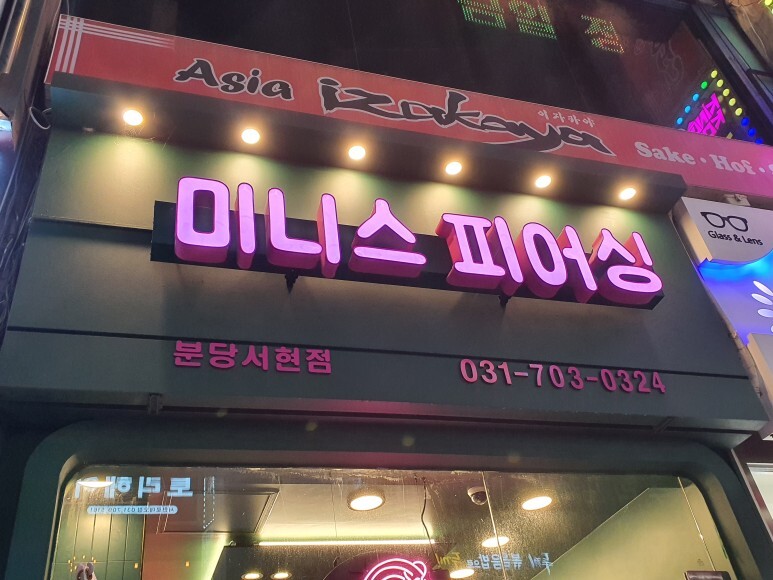 Asia izakaya 이자카야 Sake · Hof ·
Glass & Lens
미니스 피어싱
분당서현점 031-703-0324